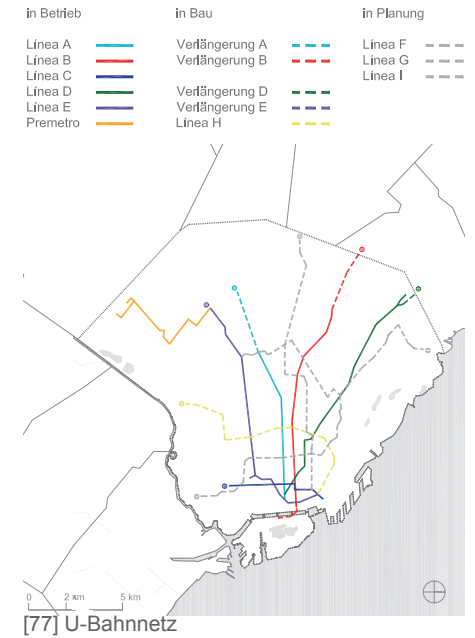 in Betrieb in Bau in Planung
Línea A Verlängerung A Línea F
Línea B Verlängerung B Línea G
Línea C Línea I
Línea D Verlängerung D
Línea E Verlängerung E
Premetro Línea H
0 2 km 5 km
[77] U-Bahnnetz